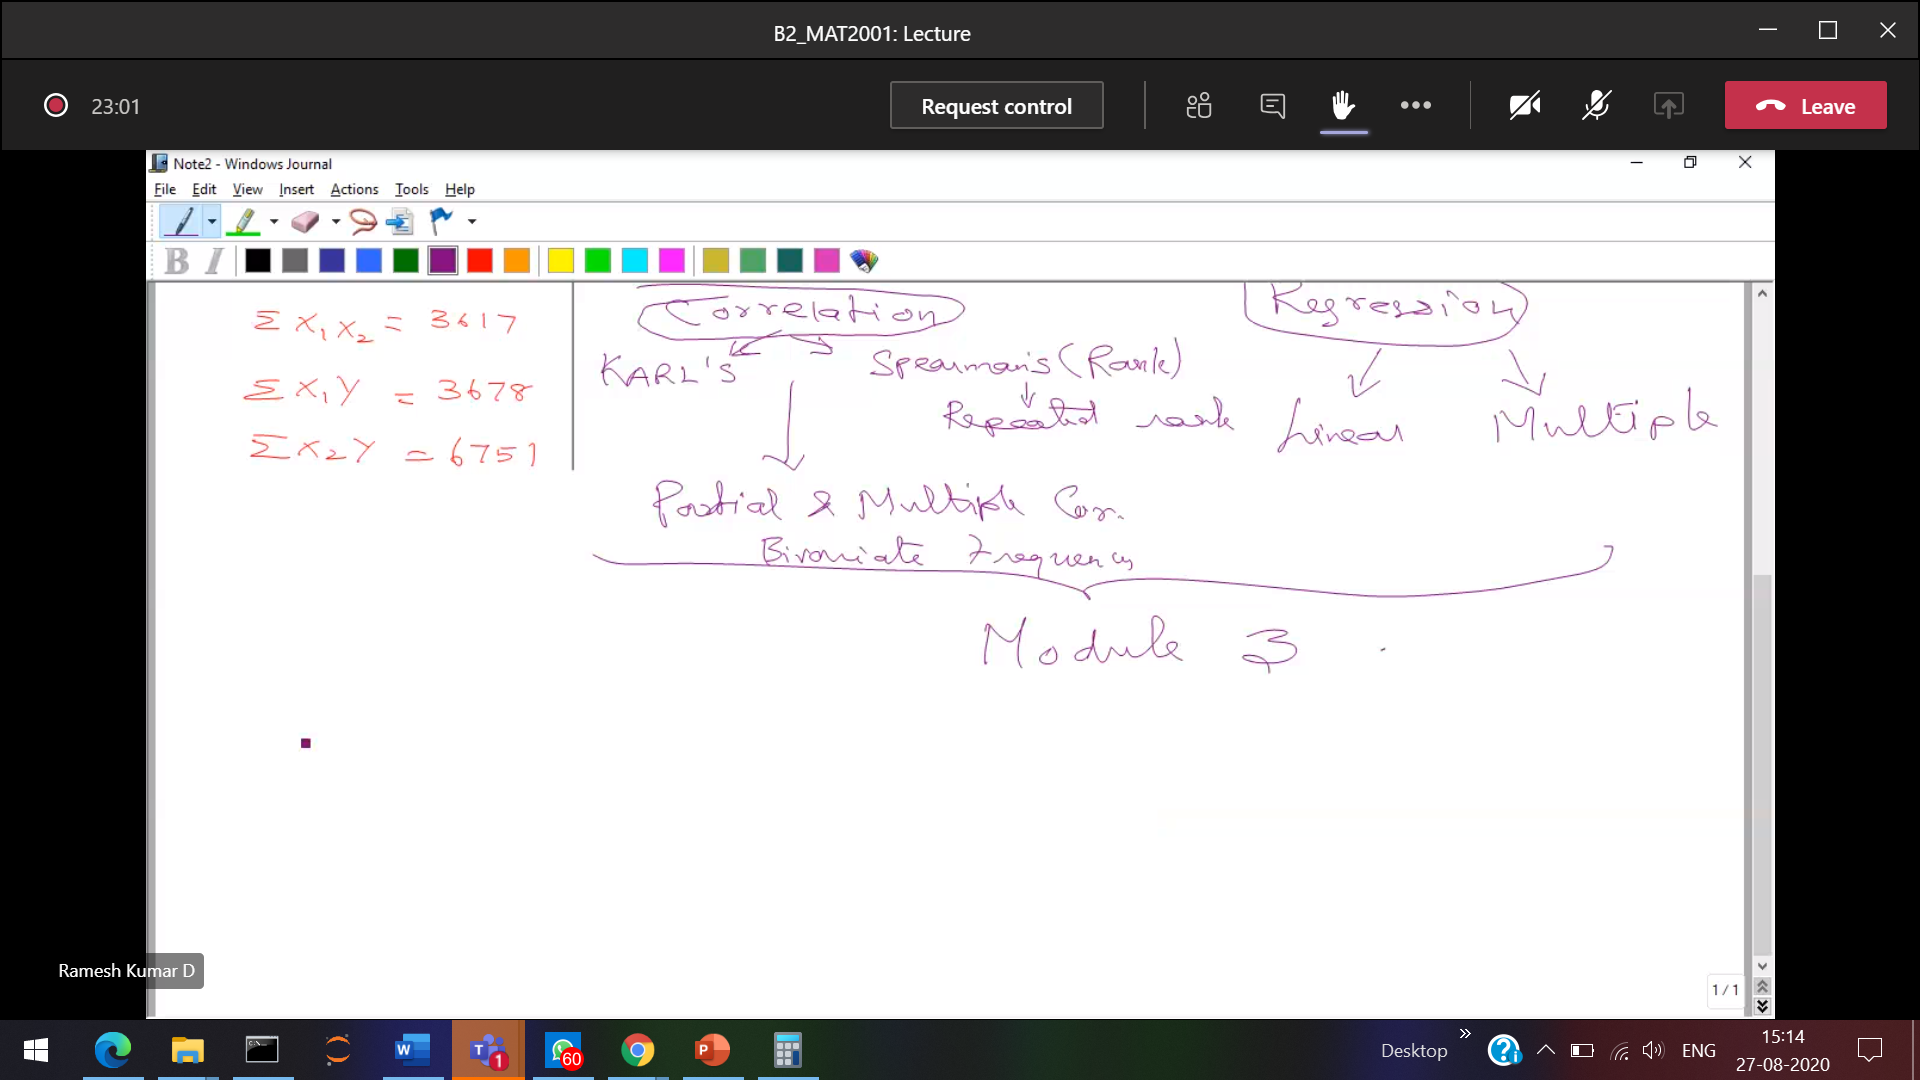 B2_MAT2001: Lecture
23:01
Request control
Leave
Note2 - Windows Journal
File Edit View Insert Actions Tools Help
B I
Σ X1 X2 = 3617
Σ X1 Y = 3678
Σ X2 Y = 6751
Correlation
Regression
KARL'S
Spearman's (Rank)
Repeated rank
Linear
Multiple
Partial & Multiple Cor.
Bivariate Frequency
Module 3
Ramesh Kumar D
1 / 1
W
T 1
60
P
Desktop
ENG
15:14
27-08-2020